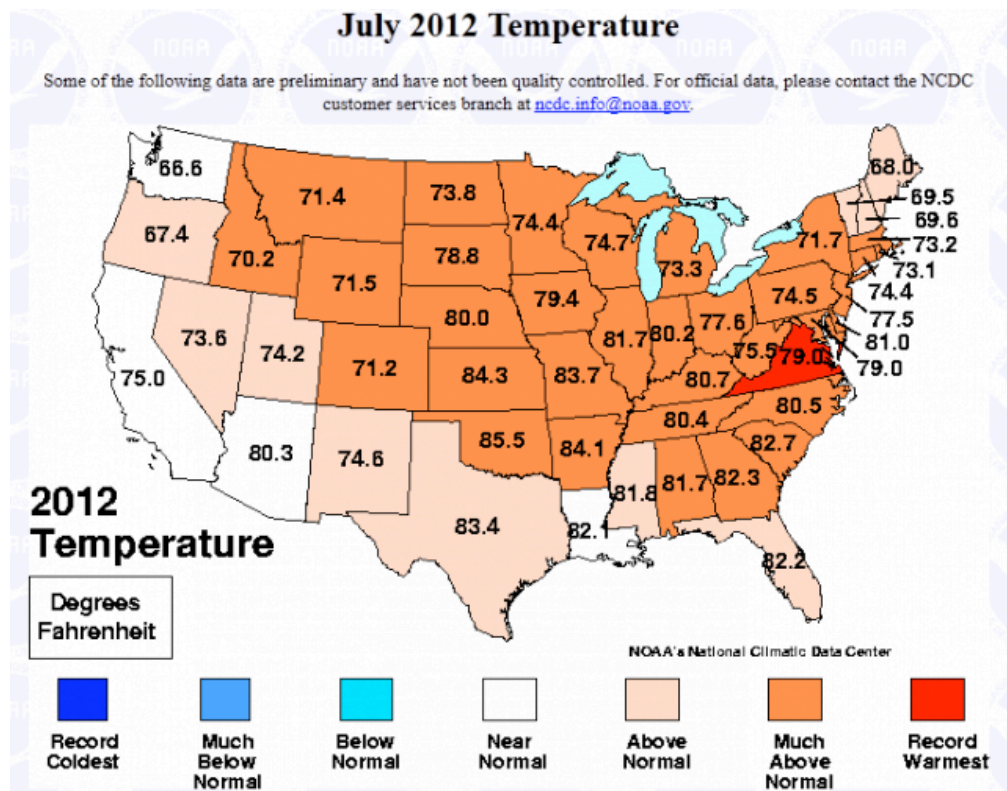 July 2012 Temperature
Some of the following data are preliminary and have not been quality controlled. For official data, please contact the NCDC
customer services branch at ncdc.info@noaa.gov.
66.6
71.4
73.8
74.4
68.0
69.5
69.6
67.4
70.2
71.5
78.8
74.7
73.3
71.7
73.2
73.1
74.4
73.6
74.2
71.2
80.0
79.4
81.7
80.2
77.6
74.5
77.5
81.0
79.0
75.0
84.3
83.7
80.7
75.5
79.0
80.3
74.6
85.5
84.1
80.4
80.5
82.7
83.4
82.1
81.8
81.7
82.3
82.2
2012
Temperature
Degrees
Fahrenheit
NOAA's National Climatic Data Center
Record
Coldest
Much
Below
Normal
Below
Normal
Near
Normal
Above
Normal
Much
Above
Normal
Record
Warmest